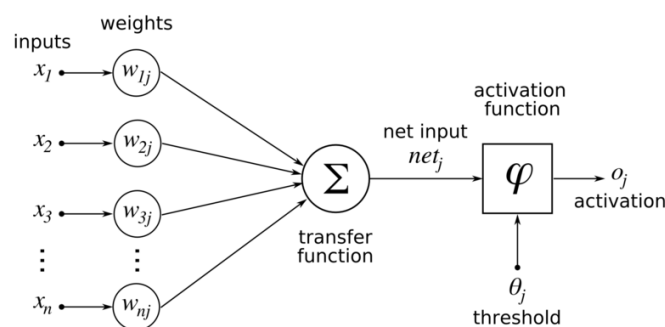 weights
inputs
x₁
w₁ⱼ
activation
function
x₂
w₂ⱼ
net input
netⱼ
Σ
φ
oⱼ
activation
x₃
w₃ⱼ
transfer
function
⋮
⋮
xₙ
wₙⱼ
θⱼ
threshold